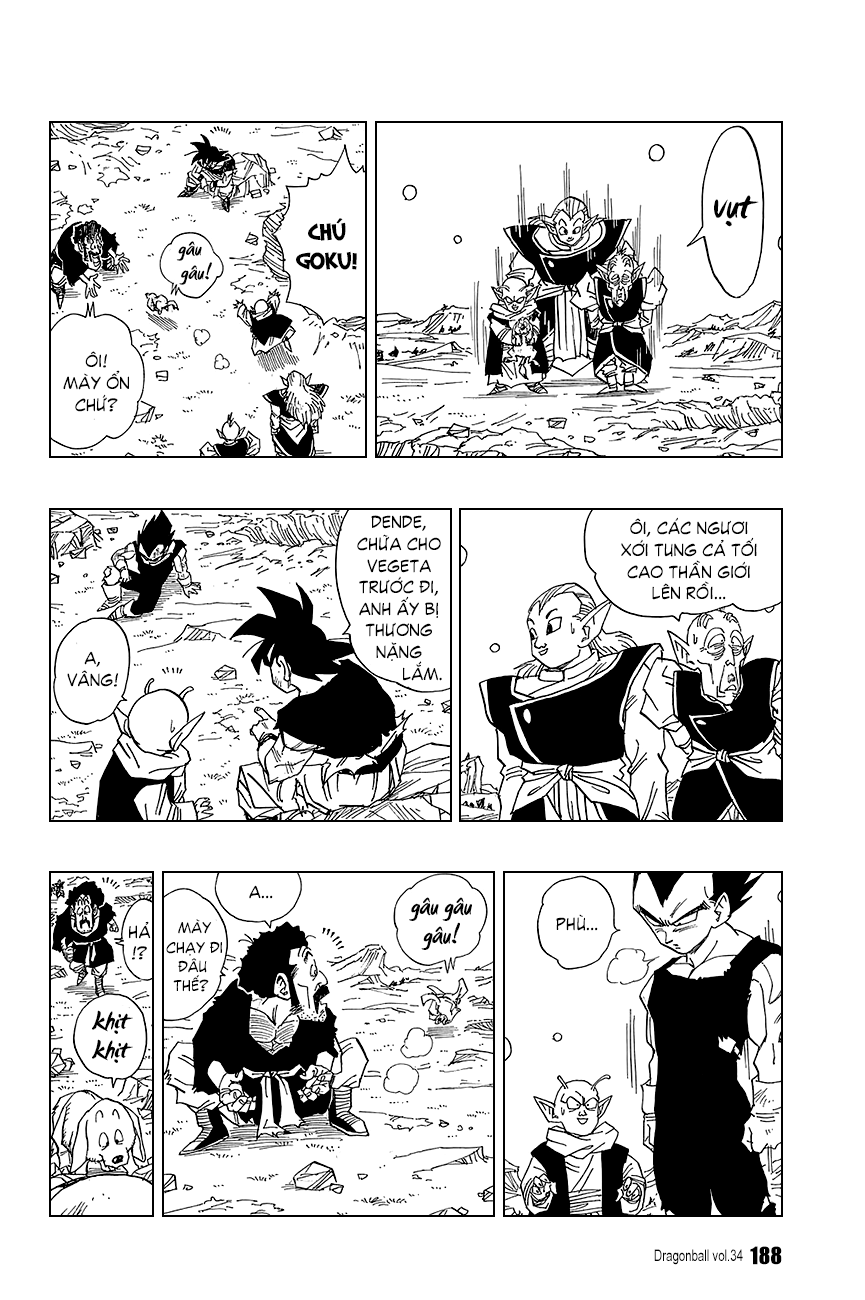 vụt
CHÚ
GOKU!
gâu
gâu!
ÔI!
MÀY ỔN
CHỨ?
ÔI, CÁC NGƯƠI
XỚI TUNG CẢ TỐI
CAO THẦN GIỚI
LÊN RỒI...
DENDE,
CHỮA CHO
VEGETA
TRƯỚC ĐI,
ANH ẤY BỊ
THƯƠNG
NẶNG
LẮM.
A,
VÂNG!
PHÙ...
gâu gâu
gâu!
A...
MÀY
CHẠY ĐI
ĐÂU
THẾ?
HẢ
!?
khịt
khịt
Dragonball vol.34 188